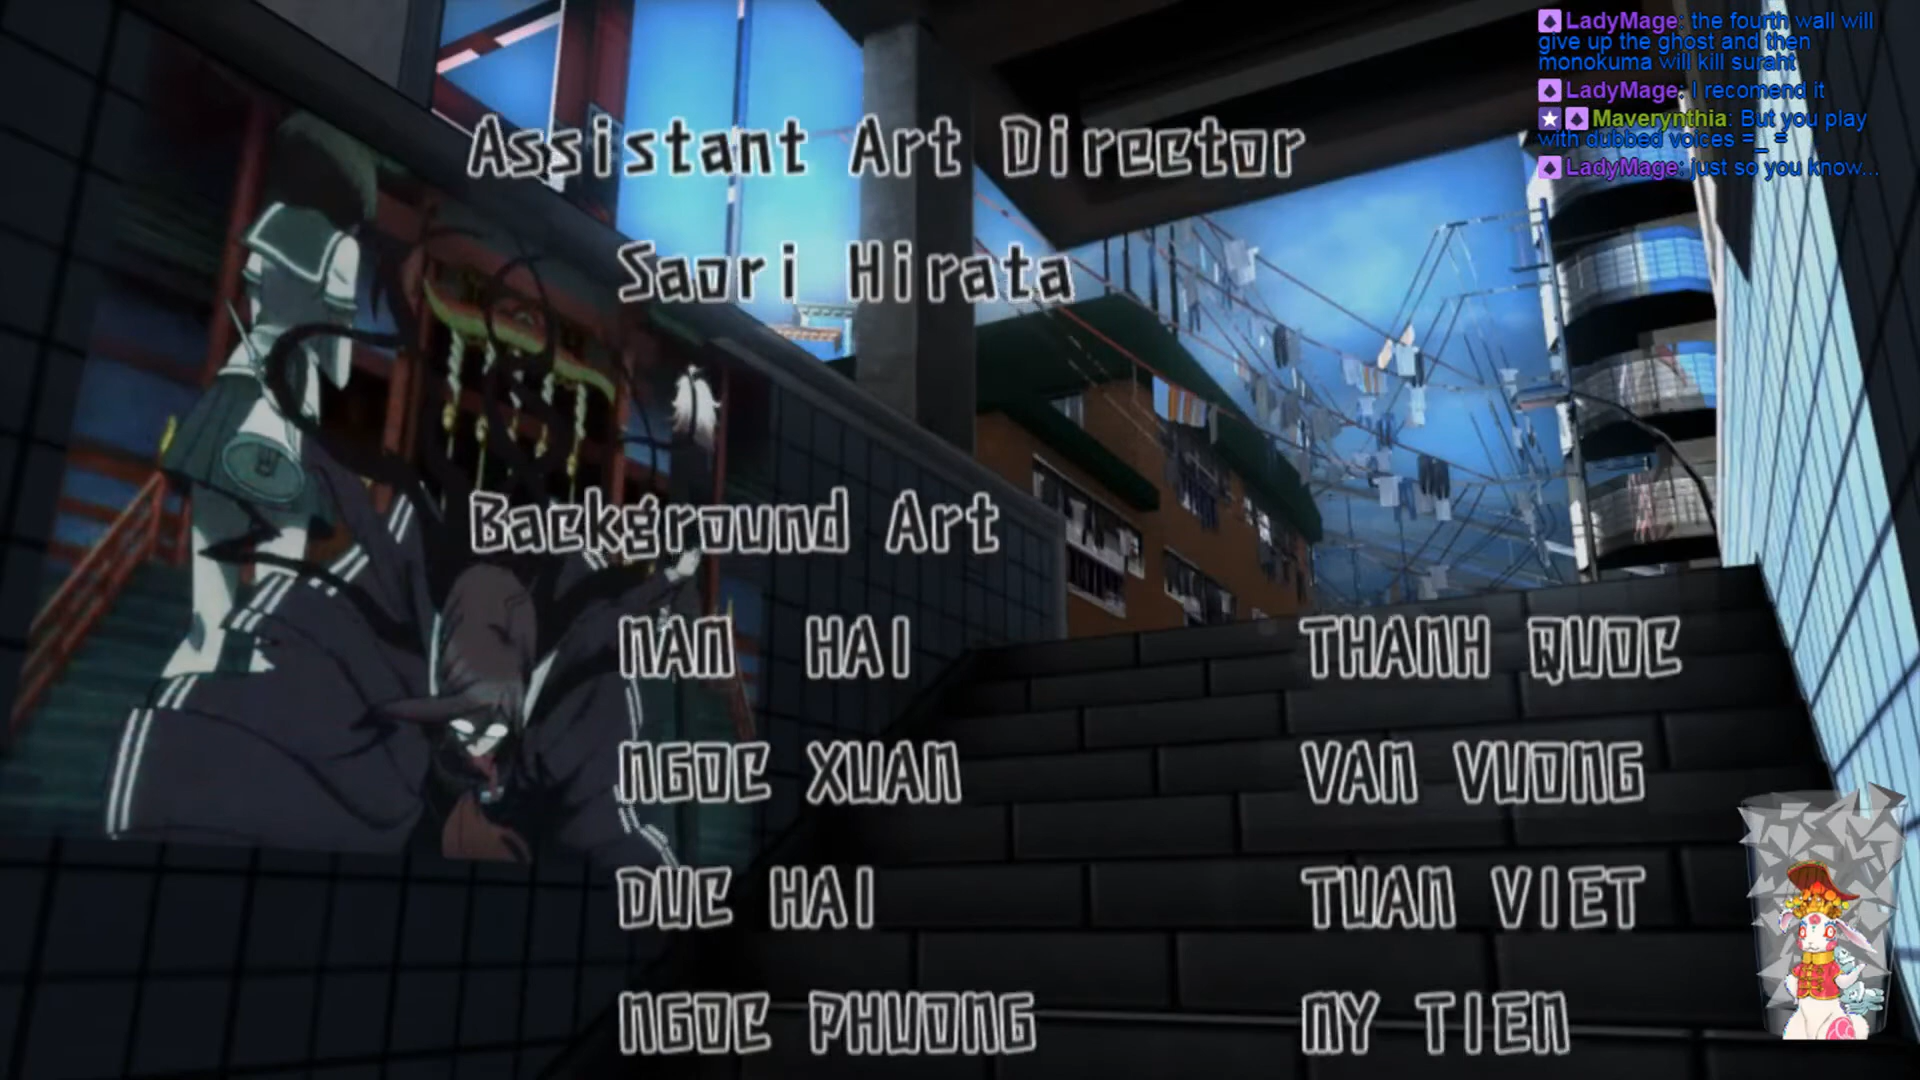 LadyMage: the fourth wall will
give up the ghost and then
monokuma will kill suraht
LadyMage: I recomend it
Maverynthia: But you play
with dubbed voices =_ =
LadyMage: just so you know...
Assistant Art Director
Saori Hirata
Background Art
NAN HAI THANH QUOC
NGOC XUAN VAN VUONG
DUC HAI TUAN VIET
NGOC PHUONG MY TIEN